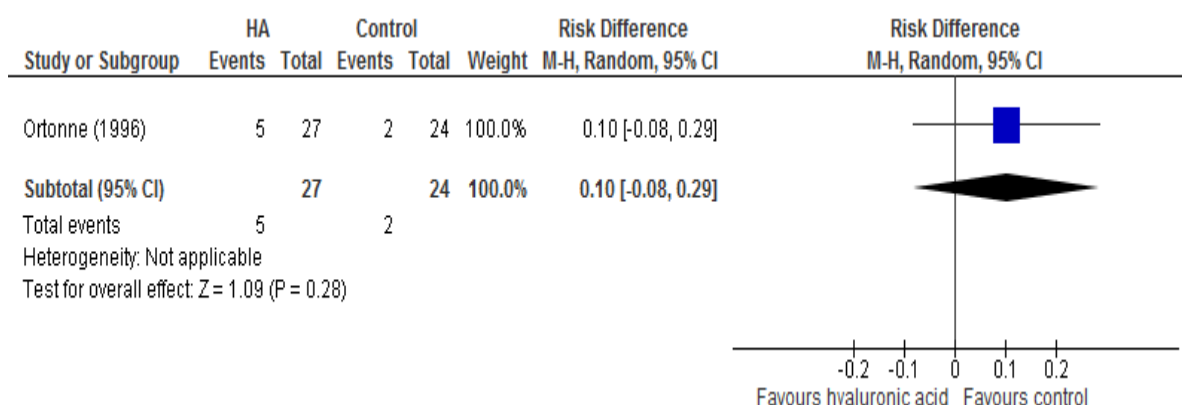 HA Control Risk Difference Risk Difference
Study or Subgroup Events Total Events Total Weight M-H, Random, 95% CI M-H, Random, 95% CI
Ortonne (1996) 5 27 2 24 100.0% 0.10 [-0.08, 0.29]
Subtotal (95% CI) 27 24 100.0% 0.10 [-0.08, 0.29]
Total events 5 2
Heterogeneity: Not applicable
Test for overall effect: Z = 1.09 (P = 0.28)
-0.2 -0.1 0 0.1 0.2
Favours hyaluronic acid Favours control